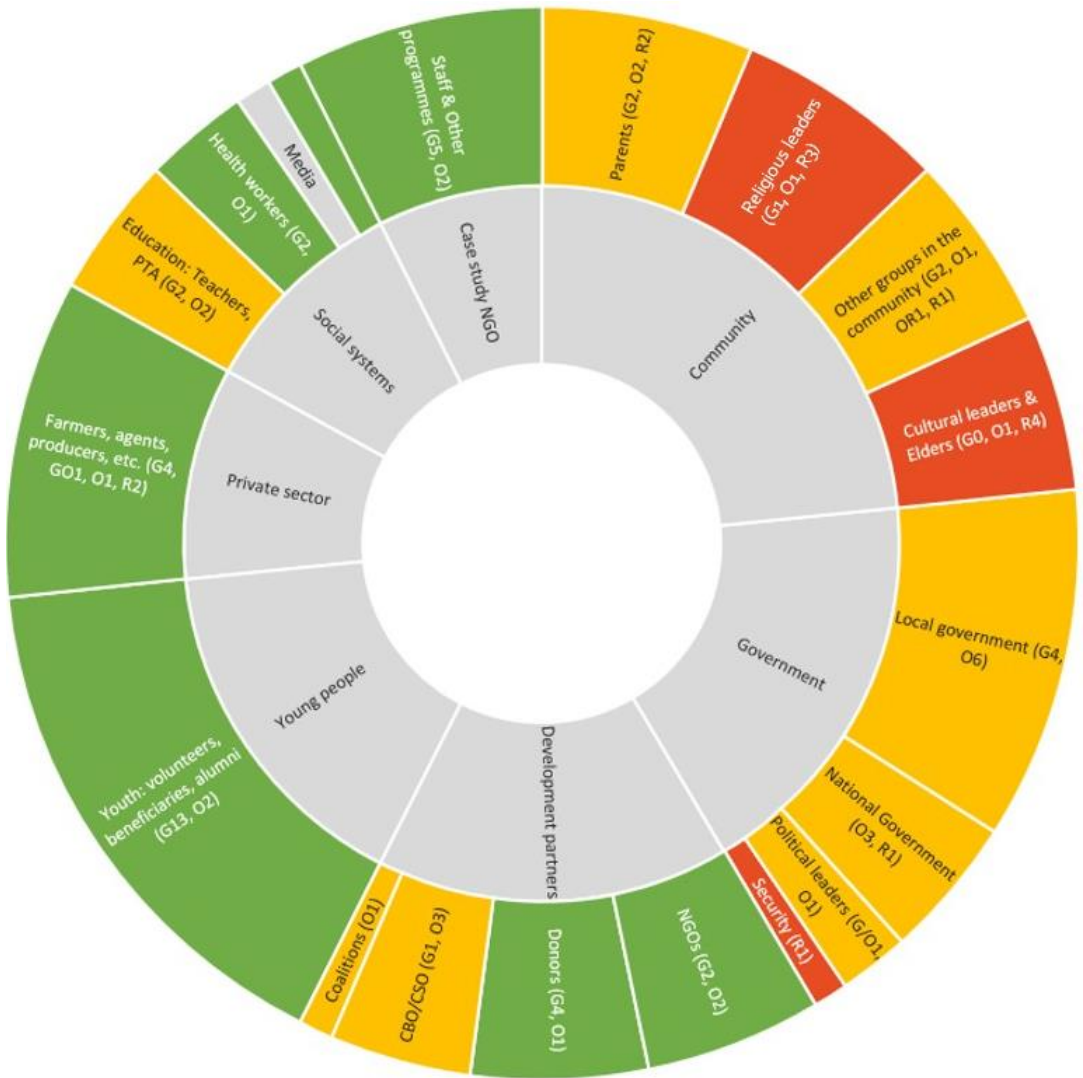 Community
Parents (G2, O2, R2)
Religious leaders
(G1, O1, R3)
Other groups in the
community (G2, O1,
OR1, R1)
Cultural leaders &
Elders (G0, O1, R4)
Government
Local government (G4,
O6)
National Government
(O3, R1)
Political leaders (G/O1,
O1)
Security (R1)
Development partners
NGOs (G2, O2)
Donors (G4, O1)
CBO/CSO (G1, O3)
Coalitions (O1)
Young people
Youth: volunteers,
beneficiaries, alumni
(G13, O2)
Private sector
Farmers, agents,
producers, etc. (G4,
GO1, O1, R2)
Social systems
Education: Teachers,
PTA (G2, O2)
Health workers (G2,
O1)
Media
Case study NGO
Staff & Other
programmes (G5, O2)